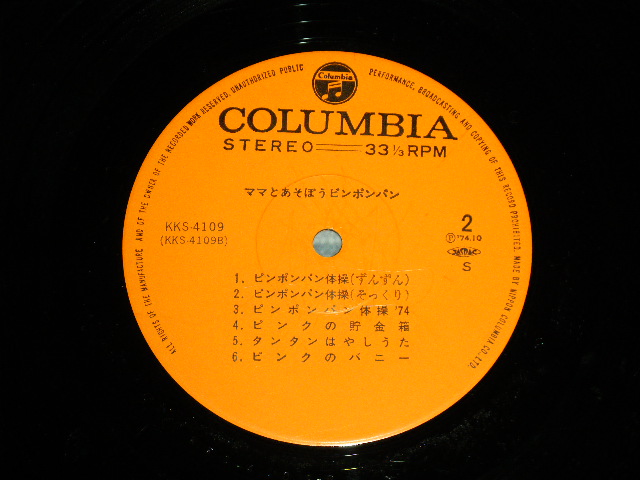 ALL RIGHTS OF THE MANUFACTURER AND OF THE OWNER OF THE RECORDED WORK RESERVED. UNAUTHORIZED PUBLIC PERFORMANCE, BROADCASTING AND COPYING OF THIS RECORD PROHIBITED. MADE BY NIPPON COLUMBIA CO., LTD.
Columbia
COLUMBIA
STEREO 33 1/3 RPM
ママとあそぼうピンポンパン
KKS-4109
(KKS-4109B)
2
Ⓟ'74.10
JASRAC
S
1. ピンポンパン体操(ずんずん)
2. ピンポンパン体操(そっくり)
3. ピンポンパン体操'74
4. ピンクの貯金箱
5. タンタンはやしうた
6. ピンクのバニー